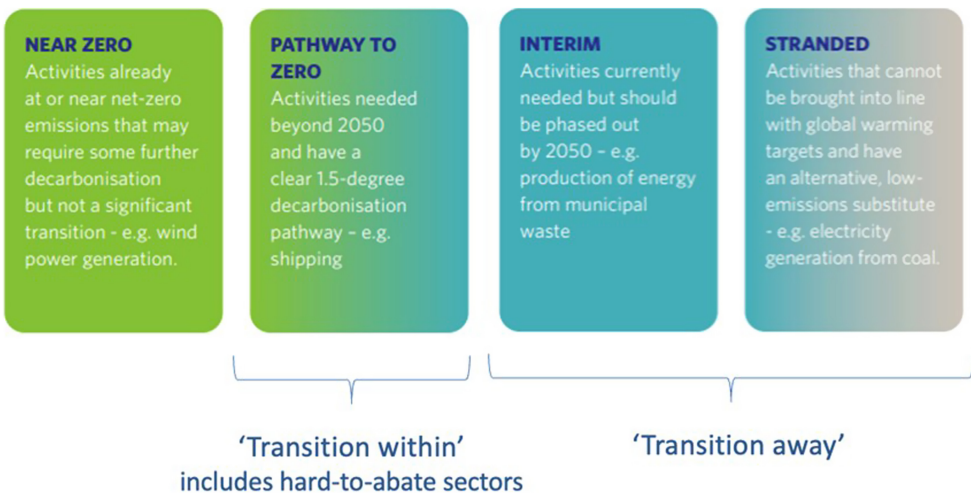 NEAR ZERO
Activities already
at or near net-zero
emissions that may
require some further
decarbonisation
but not a significant
transition - e.g. wind
power generation.
PATHWAY TO
ZERO
Activities needed
beyond 2050
and have a
clear 1.5-degree
decarbonisation
pathway – e.g.
shipping
INTERIM
Activities currently
needed but should
be phased out
by 2050 – e.g.
production of energy
from municipal
waste
STRANDED
Activities that cannot
be brought into line
with global warming
targets and have
an alternative, low-
emissions substitute
- e.g. electricity
generation from coal.
‘Transition within’
includes hard-to-abate sectors
‘Transition away’